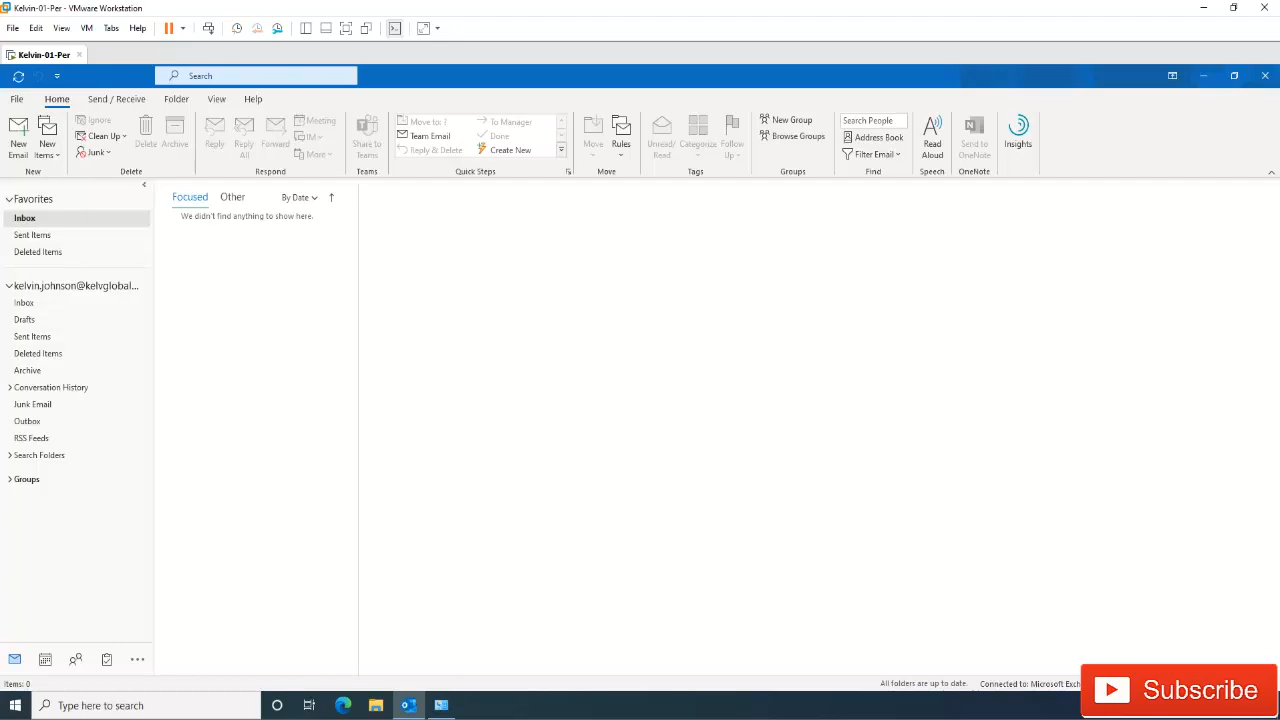 Kelvin-01-Per - VMware Workstation
File Edit View VM Tabs Help
Kelvin-01-Per
Search
File Home Send / Receive Folder View Help
New Email
New Items
New
Ignore
Clean Up
Junk
Delete
Archive
Delete
Reply
Reply All
Forward
Meeting
IM
More
Respond
Share to Teams
Teams
Move to: ?
Team Email
Reply & Delete
To Manager
Done
Create New
Quick Steps
Move
Rules
Move
Unread/ Read
Categorize
Follow Up
Tags
New Group
Browse Groups
Groups
Search People
Address Book
Filter Email
Find
Read Aloud
Speech
Send to OneNote
OneNote
Insights
Favorites
Inbox
Sent Items
Deleted Items
kelvin.johnson@kelvglobal...
Inbox
Drafts
Sent Items
Deleted Items
Archive
Conversation History
Junk Email
Outbox
RSS Feeds
Search Folders
Groups
Focused Other By Date
We didn't find anything to show here.
Items: 0
All folders are up to date. Connected to: Microsoft Exch
Subscribe
Type here to search